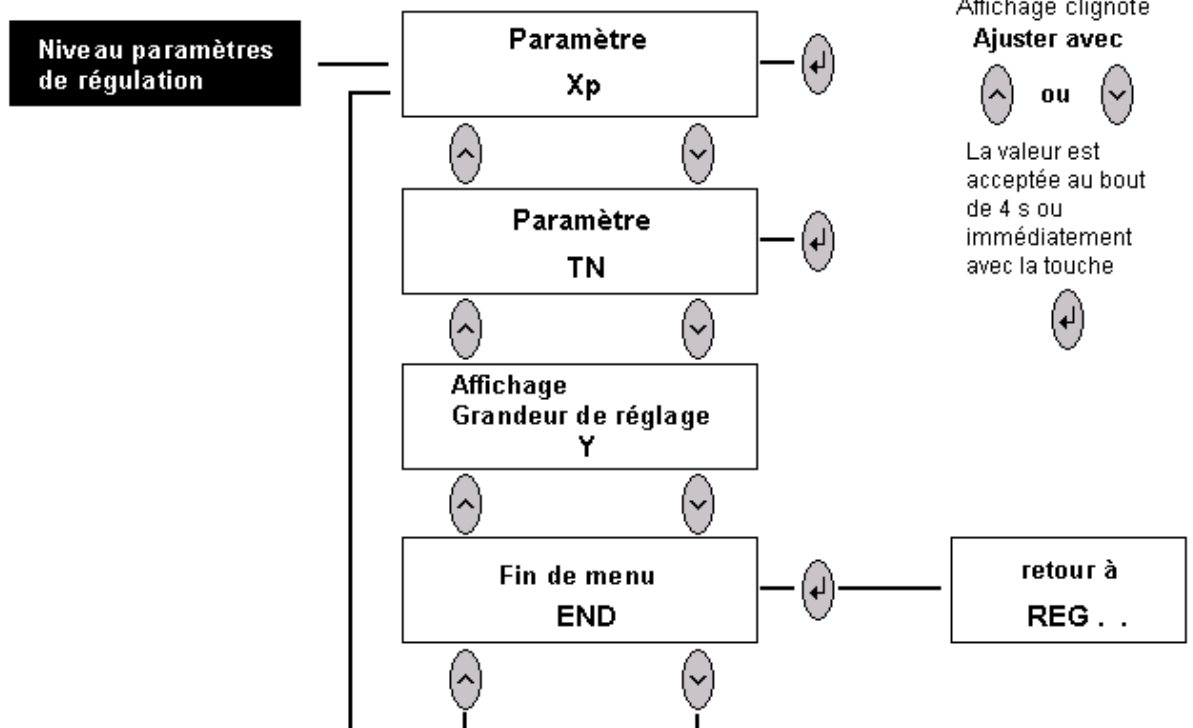 Niveau paramètres
de régulation
Paramètre
Xp
Affichage clignote
Ajuster avec
ou
La valeur est
acceptée au bout
de 4 s ou
immédiatement
avec la touche
Paramètre
TN
Affichage
Grandeur de réglage
Y
Fin de menu
END
retour à
REG . .